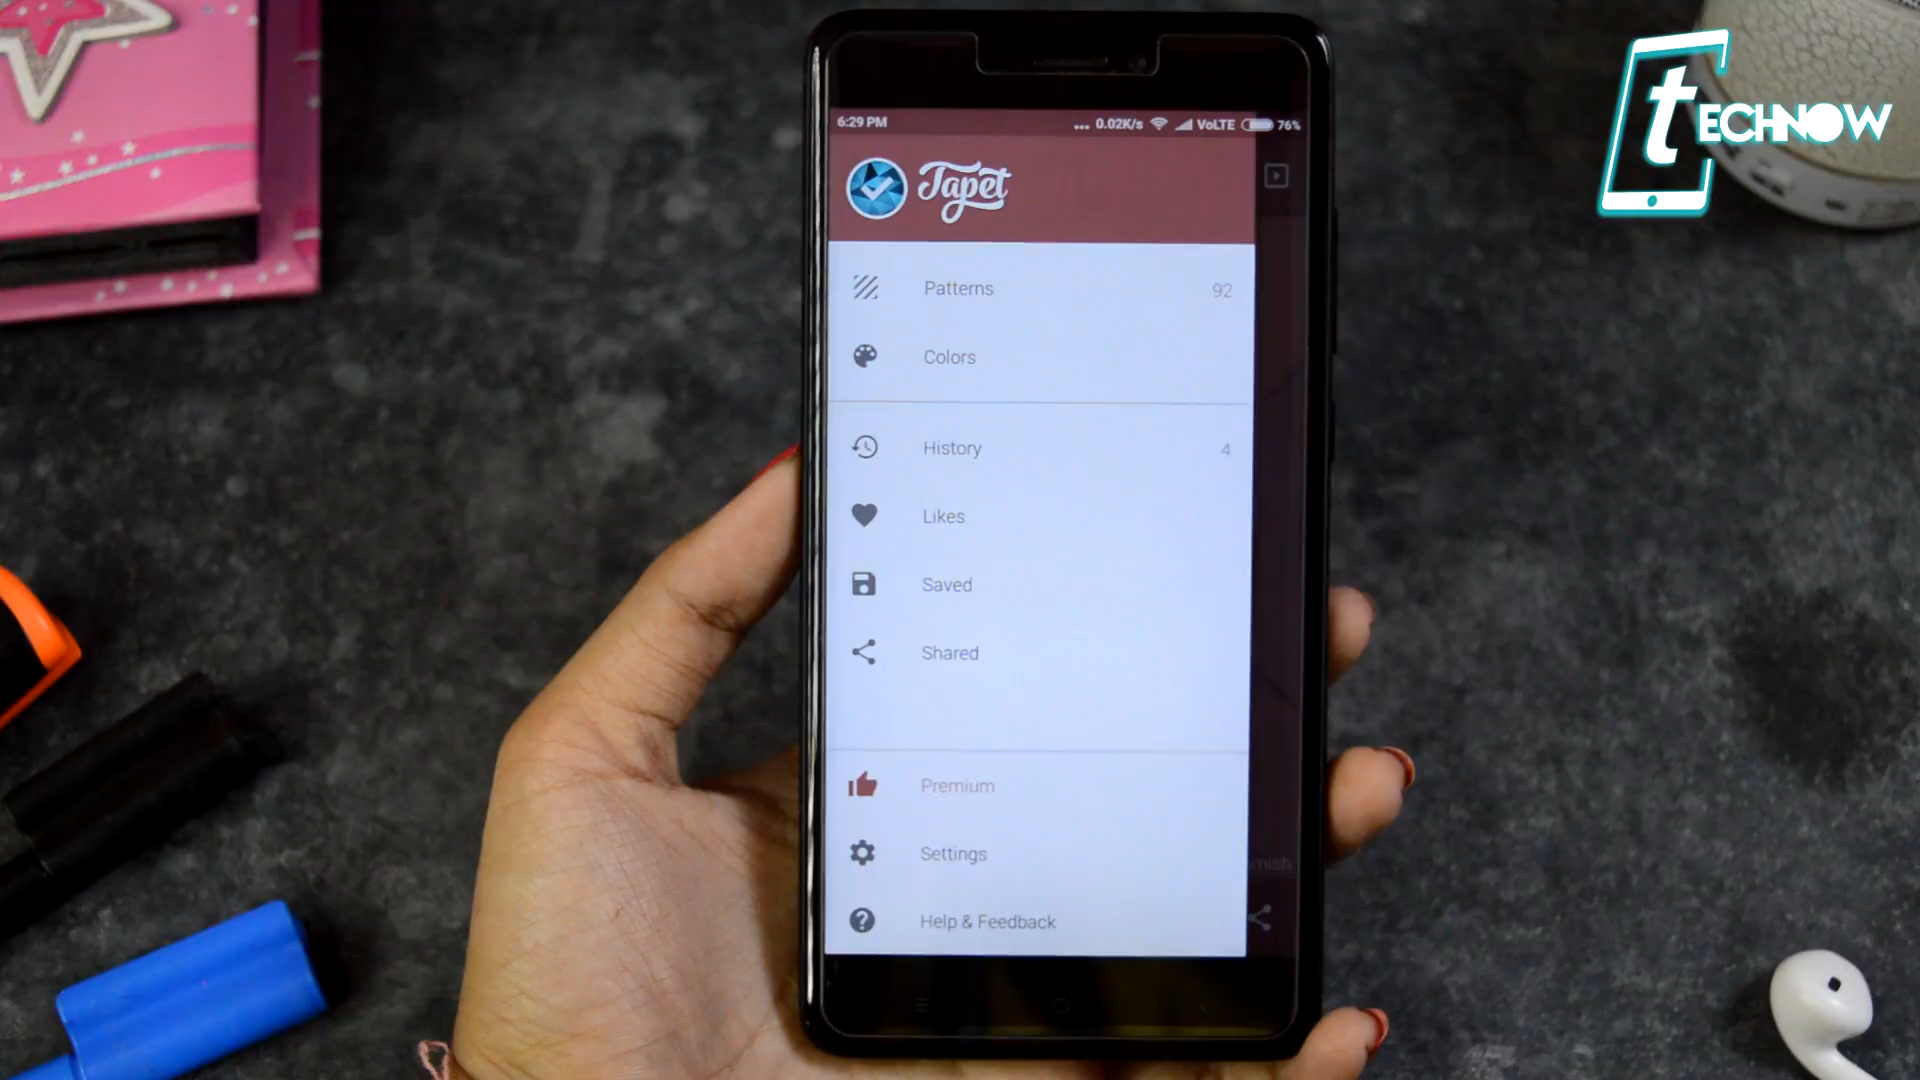 tECHNOW
6:29 PM ... 0.02K/s VoLTE 76%
Tapet
Patterns 92
Colors
History 4
Likes
Saved
Shared
Premium
Settings
Help & Feedback